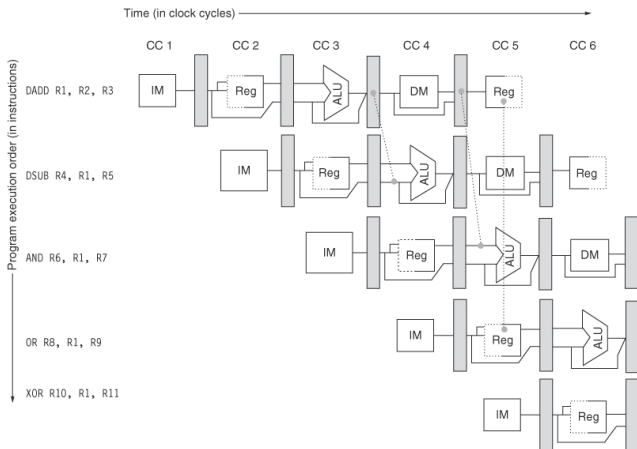 Time (in clock cycles)
CC 1 CC 2 CC 3 CC 4 CC 5 CC 6
Program execution order (in instructions)
DADD R1, R2, R3 IM Reg ALU DM Reg
DSUB R4, R1, R5 IM Reg ALU DM Reg
AND R6, R1, R7 IM Reg ALU DM
OR R8, R1, R9 IM Reg ALU
XOR R10, R1, R11 IM Reg